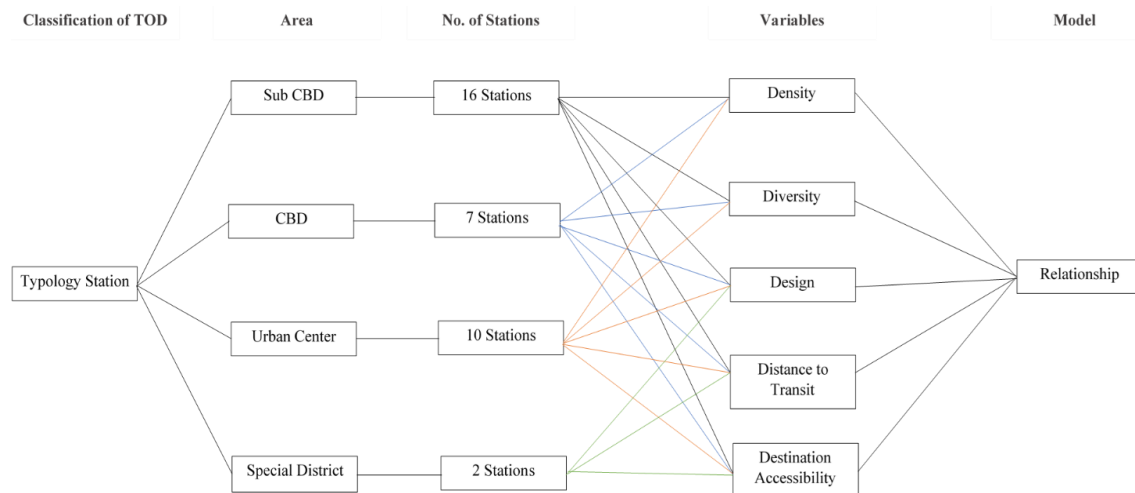 Classification of TOD
Area
No. of Stations
Variables
Model
Sub CBD
16 Stations
Density
CBD
7 Stations
Diversity
Typology Station
Design
Relationship
Urban Center
10 Stations
Distance to
Transit
Special District
2 Stations
Destination
Accessibility